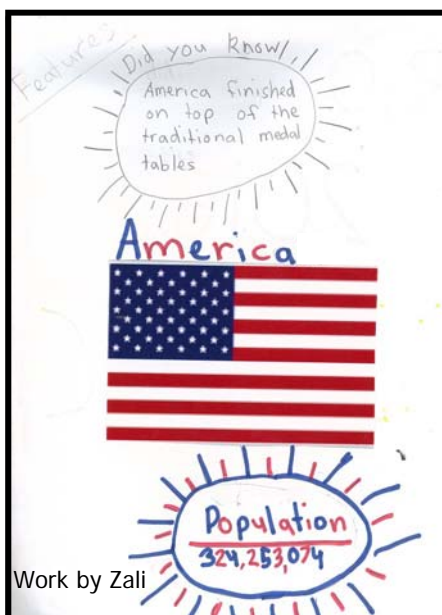 Features
Did you know
America finished
on top of the
traditional medal
tables
America
Population
324,253,074
Work by Zali